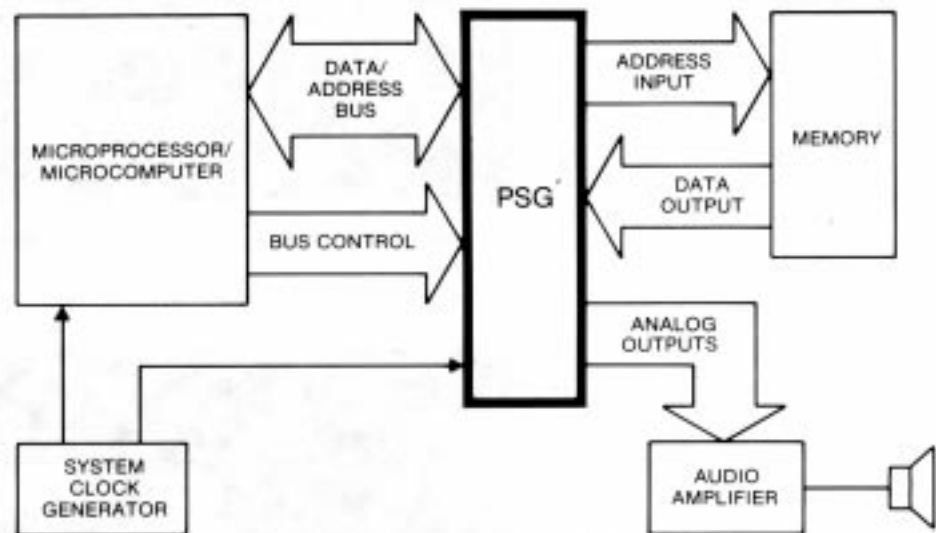 MICROPROCESSOR/
MICROCOMPUTER
DATA/
ADDRESS
BUS
BUS CONTROL
PSG
ADDRESS
INPUT
DATA
OUTPUT
MEMORY
ANALOG
OUTPUTS
SYSTEM
CLOCK
GENERATOR
AUDIO
AMPLIFIER